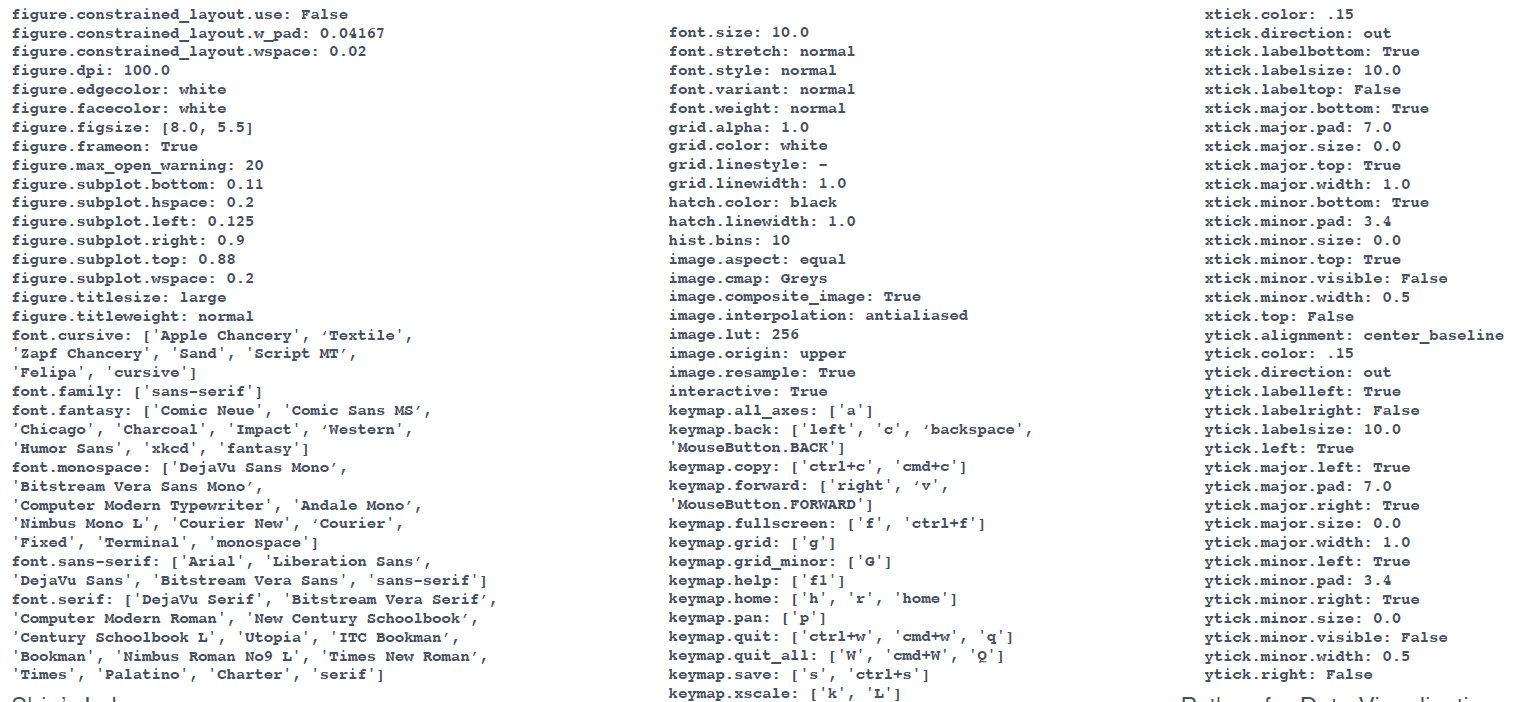 figure.constrained_layout.use: False
figure.constrained_layout.w_pad: 0.04167
figure.constrained_layout.wspace: 0.02
figure.dpi: 100.0
figure.edgecolor: white
figure.facecolor: white
figure.figsize: [8.0, 5.5]
figure.frameon: True
figure.max_open_warning: 20
figure.subplot.bottom: 0.11
figure.subplot.hspace: 0.2
figure.subplot.left: 0.125
figure.subplot.right: 0.9
figure.subplot.top: 0.88
figure.subplot.wspace: 0.2
figure.titlesize: large
figure.titleweight: normal
font.cursive: ['Apple Chancery', ‘Textile',
'Zapf Chancery', 'Sand', 'Script MT’,
'Felipa', 'cursive']
font.family: ['sans-serif']
font.fantasy: ['Comic Neue', 'Comic Sans MS’,
'Chicago', 'Charcoal', 'Impact', ‘Western',
'Humor Sans', 'xkcd', 'fantasy']
font.monospace: ['DejaVu Sans Mono’,
'Bitstream Vera Sans Mono’,
'Computer Modern Typewriter', 'Andale Mono’,
'Nimbus Mono L', 'Courier New', ‘Courier',
'Fixed', 'Terminal', 'monospace']
font.sans-serif: ['Arial', 'Liberation Sans’,
'DejaVu Sans', 'Bitstream Vera Sans', 'sans-serif']
font.serif: ['DejaVu Serif', 'Bitstream Vera Serif’,
'Computer Modern Roman', 'New Century Schoolbook’,
'Century Schoolbook L', 'Utopia', 'ITC Bookman’,
'Bookman', 'Nimbus Roman No9 L', 'Times New Roman’,
'Times', 'Palatino', 'Charter', 'serif']
font.size: 10.0
font.stretch: normal
font.style: normal
font.variant: normal
font.weight: normal
grid.alpha: 1.0
grid.color: white
grid.linestyle: -
grid.linewidth: 1.0
hatch.color: black
hatch.linewidth: 1.0
hist.bins: 10
image.aspect: equal
image.cmap: Greys
image.composite_image: True
image.interpolation: antialiased
image.lut: 256
image.origin: upper
image.resample: True
interactive: True
keymap.all_axes: ['a']
keymap.back: ['left', 'c', ‘backspace',
'MouseButton.BACK']
keymap.copy: ['ctrl+c', 'cmd+c']
keymap.forward: ['right', ‘v',
'MouseButton.FORWARD']
keymap.fullscreen: ['f', 'ctrl+f']
keymap.grid: ['g']
keymap.grid_minor: ['G']
keymap.help: ['f1']
keymap.home: ['h', 'r', 'home']
keymap.pan: ['p']
keymap.quit: ['ctrl+w', 'cmd+w', 'q']
keymap.quit_all: ['W', 'cmd+W', 'Q']
keymap.save: ['s', 'ctrl+s']
keymap.xscale: ['k', 'L']
xtick.color: .15
xtick.direction: out
xtick.labelbottom: True
xtick.labelsize: 10.0
xtick.labeltop: False
xtick.major.bottom: True
xtick.major.pad: 7.0
xtick.major.size: 0.0
xtick.major.top: True
xtick.major.width: 1.0
xtick.minor.bottom: True
xtick.minor.pad: 3.4
xtick.minor.size: 0.0
xtick.minor.top: True
xtick.minor.visible: False
xtick.minor.width: 0.5
xtick.top: False
ytick.alignment: center_baseline
ytick.color: .15
ytick.direction: out
ytick.labelleft: True
ytick.labelright: False
ytick.labelsize: 10.0
ytick.left: True
ytick.major.left: True
ytick.major.pad: 7.0
ytick.major.right: True
ytick.major.size: 0.0
ytick.major.width: 1.0
ytick.minor.left: True
ytick.minor.pad: 3.4
ytick.minor.right: True
ytick.minor.size: 0.0
ytick.minor.visible: False
ytick.minor.width: 0.5
ytick.right: False